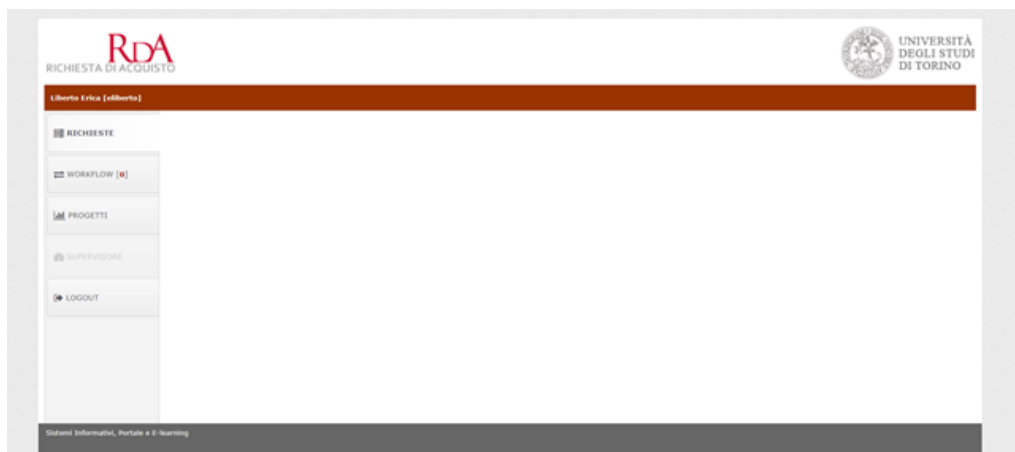 RDA
RICHIESTA DI ACQUISTO
UNIVERSITÀ
DEGLI STUDI
DI TORINO
Liberto Erica [eliberto]
RICHIESTE
WORKFLOW [0]
PROGETTI
SUPERVISORE
LOGOUT
Sistemi Informativi, Portale e E-learning